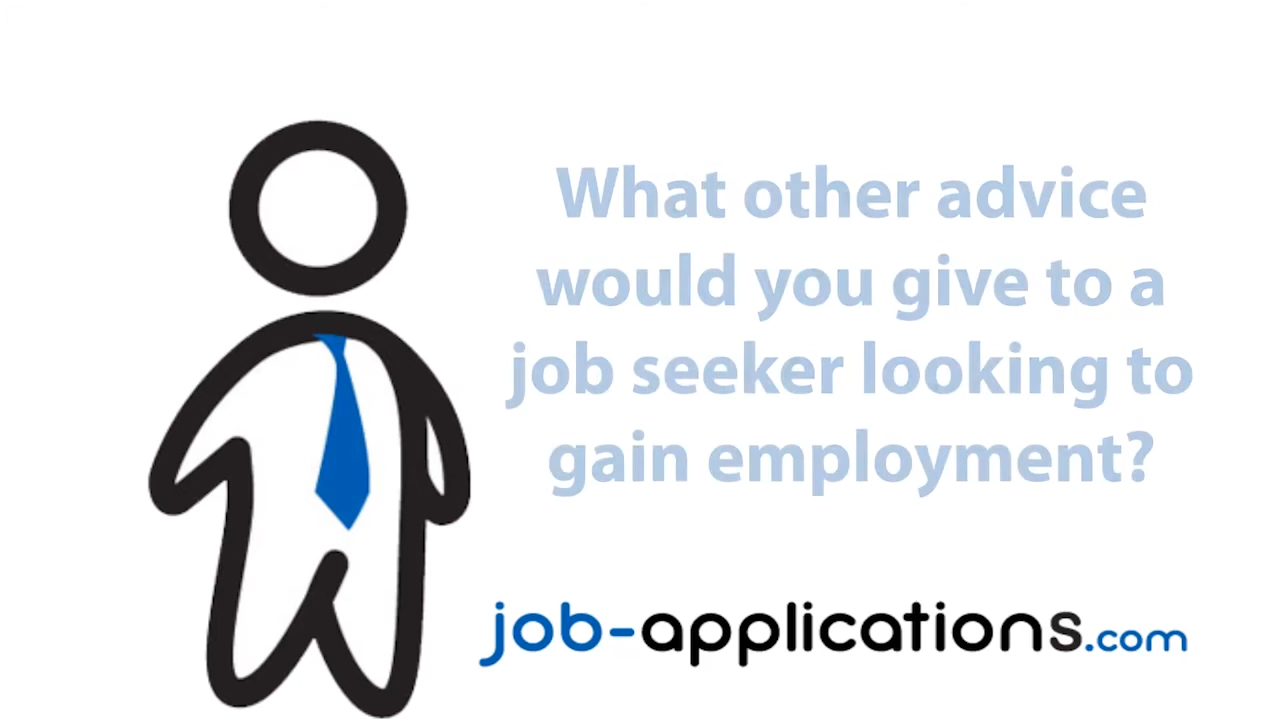 What other advice
would you give to a
job seeker looking to
gain employment?
job-applications.com